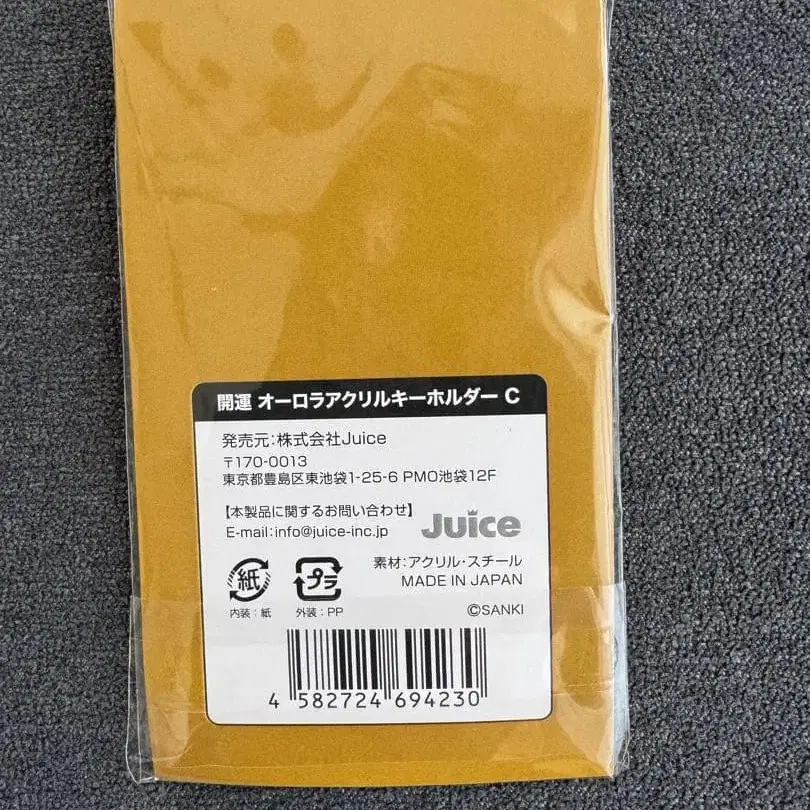 開運 オーロラアクリルキーホルダー C
発売元:株式会社Juice
〒170-0013
東京都豊島区東池袋1-25-6 PMO池袋12F
【本製品に関するお問い合わせ】
E-mail:info@juice-inc.jp
Juice
紙
プラ
素材:アクリル・スチール
MADE IN JAPAN
内装:紙
外装:PP
©SANKI
4 582724 694230